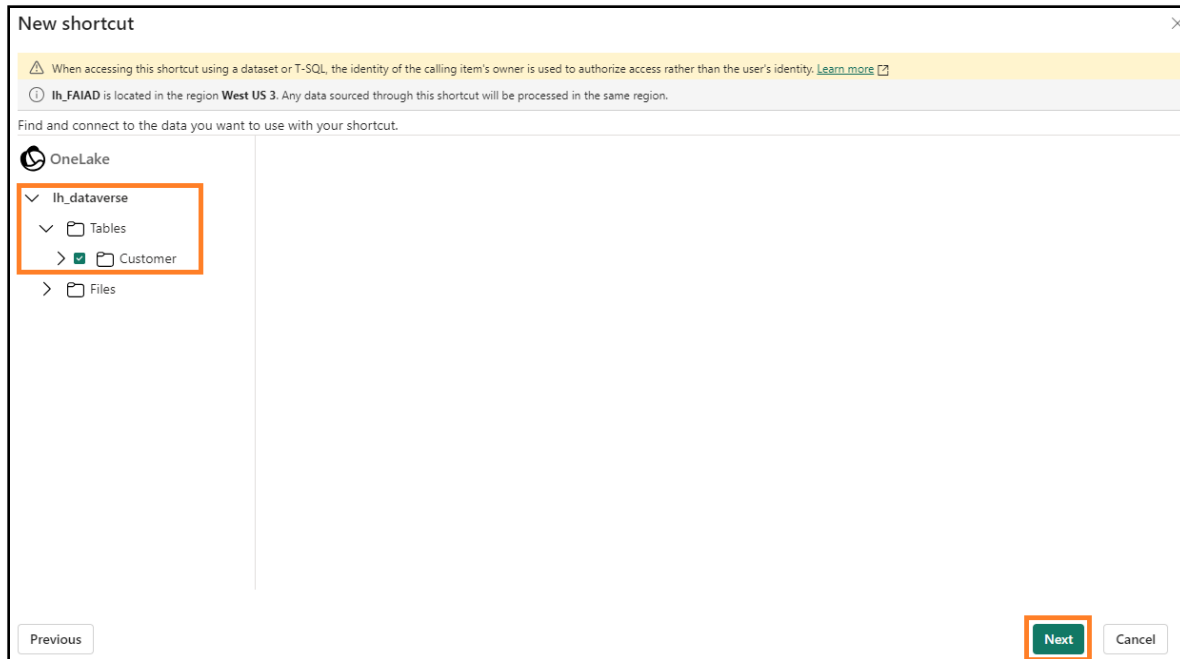 New shortcut
When accessing this shortcut using a dataset or T-SQL, the identity of the calling item's owner is used to authorize access rather than the user's identity. Learn more
lh_FAIAD is located in the region West US 3. Any data sourced through this shortcut will be processed in the same region.
Find and connect to the data you want to use with your shortcut.
OneLake
lh_dataverse
Tables
Customer
Files
Previous
Next
Cancel